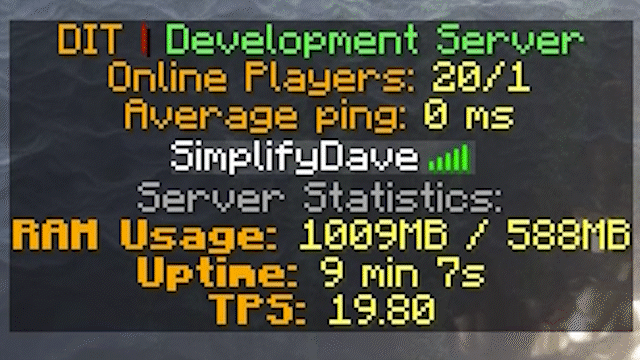 DIT | Development Server
Online Players: 20/1
Average ping: 0 ms
SimplifyDave
Server Statistics:
RAM Usage: 1009MB / 588MB
Uptime: 9 min 7s
TPS: 19.80